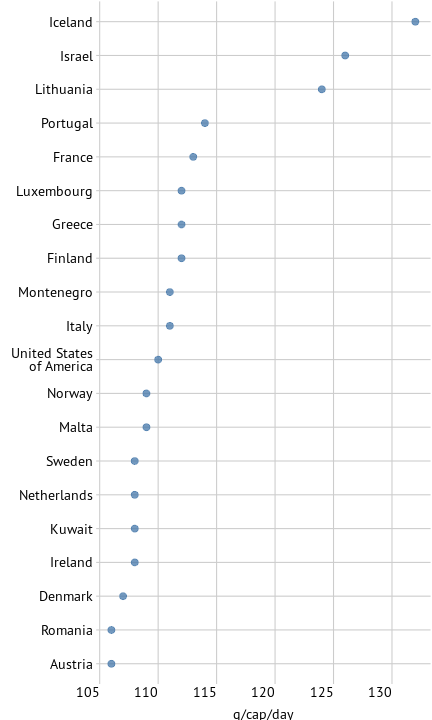 Iceland
Israel
Lithuania
Portugal
France
Luxembourg
Greece
Finland
Montenegro
Italy
United States
of America
Norway
Malta
Sweden
Netherlands
Kuwait
Ireland
Denmark
Romania
Austria
105 110 115 120 125 130
g/cap/day